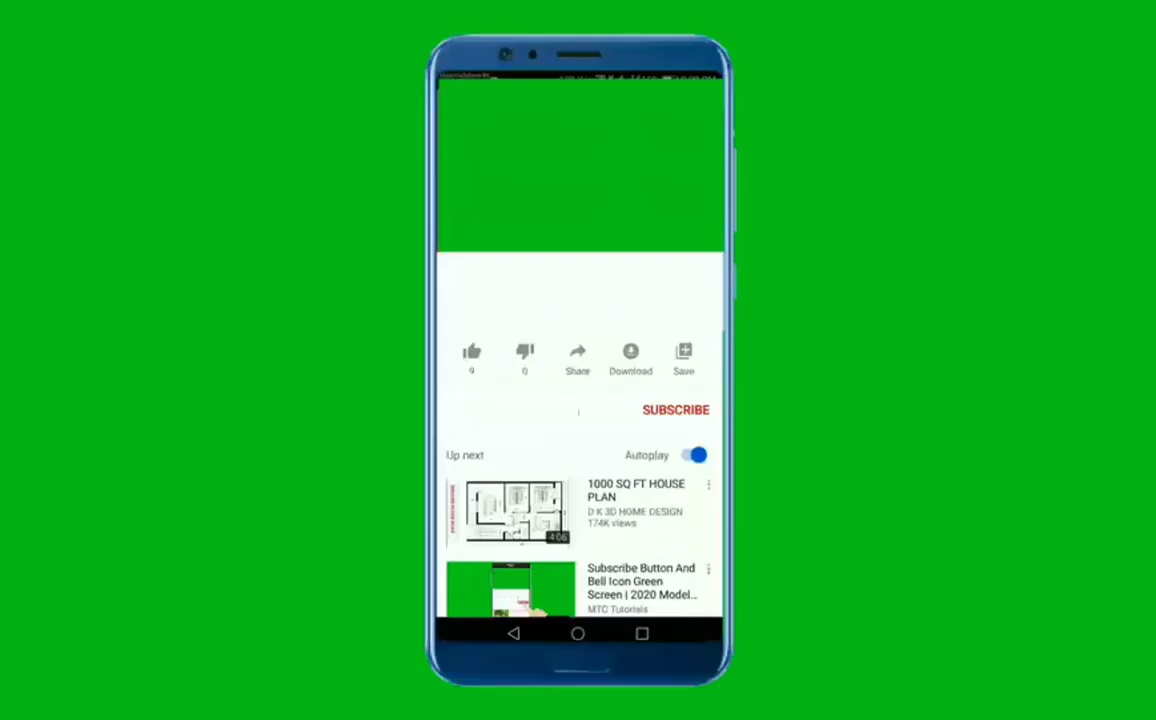 9
0
Share
Download
Save
SUBSCRIBE
Up next
Autoplay
1000 SQ FT HOUSE
PLAN
D K 3D HOME DESIGN
174K views
4:06
Subscribe Button And
Bell Icon Green
Screen | 2020 Model...
MTC Tutorials